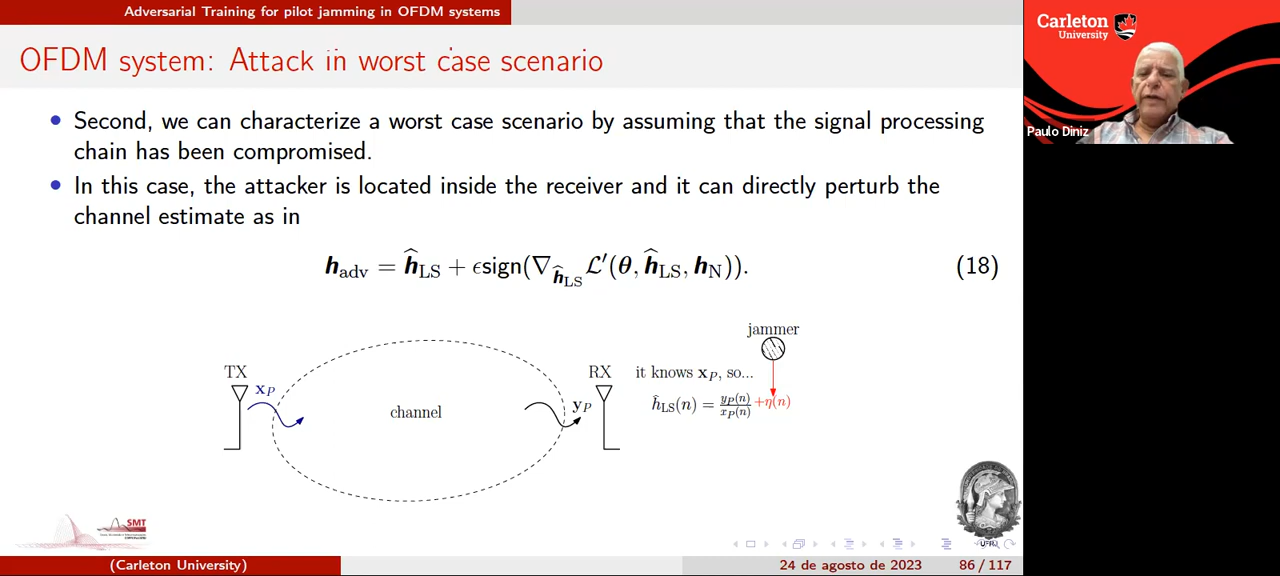 Adversarial Training for pilot jamming in OFDM systems
OFDM system: Attack in worst case scenario
Second, we can characterize a worst case scenario by assuming that the signal processing
chain has been compromised.
In this case, the attacker is located inside the receiver and it can directly perturb the
channel estimate as in
h_adv = ĥ_LS + ϵsign(∇_ĥ_LS ℒ′(θ, ĥ_LS, h_N)). (18)
jammer
TX
x_P
channel
RX
y_P
it knows x_P, so...
ĥ_LS(n) = y_P(n)/x_P(n) +η(n)
SMT
UFRJ
(Carleton University)
24 de agosto de 2023
86 / 117
Carleton
University
Paulo Diniz